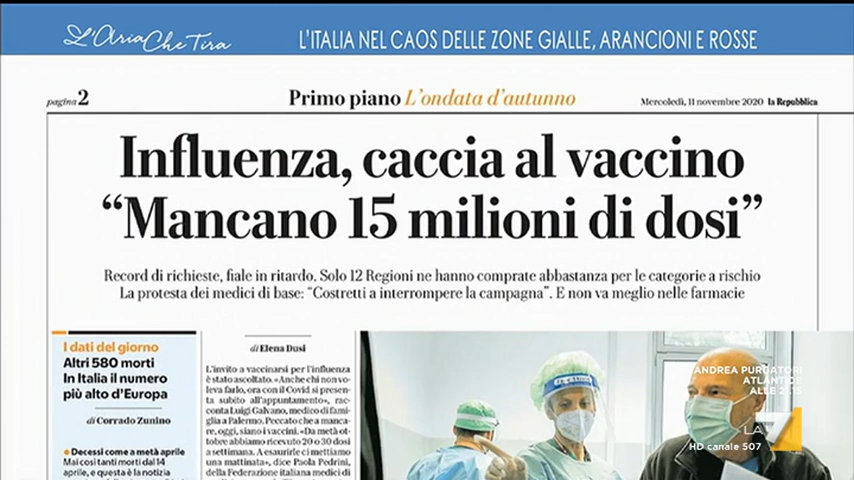 L'Aria Che Tira
L'ITALIA NEL CAOS DELLE ZONE GIALLE, ARANCIONI E ROSSE
pagina 2
Primo piano L'ondata d'autunno
Mercoledì, 11 novembre 2020 la Repubblica
Influenza, caccia al vaccino
“Mancano 15 milioni di dosi”
Record di richieste, fiale in ritardo. Solo 12 Regioni ne hanno comprate abbastanza per le categorie a rischio
La protesta dei medici di base: “Costretti a interrompere la campagna”. E non va meglio nelle farmacie
I dati del giorno
Altri 580 morti
In Italia il numero
più alto d'Europa
di Corrado Zunino
Decessi come a metà aprile
Mai così tanti morti dal 14
aprile, e questa è la notizia
di Elena Dusi
L'invito a vaccinarsi per l'influenza
è stato ascoltato. «Anche chi non vo-
leva farlo, ora con il Covid si presen-
ta subito all'appuntamento», rac-
conta Luigi Galvano, medico di fami-
glia a Palermo. Peccato che a manca-
re, oggi, siano i vaccini. «Da metà ot-
tobre abbiamo ricevuto 20 o 30 dosi
a settimana. A esaurirle ci mettiamo
una mattinata», dice Paola Pedrini,
della Federazione italiana medici di
ANDREA PURGATORI
ATLANTIDE
ALLE 21.15
LA7
HD canale 507